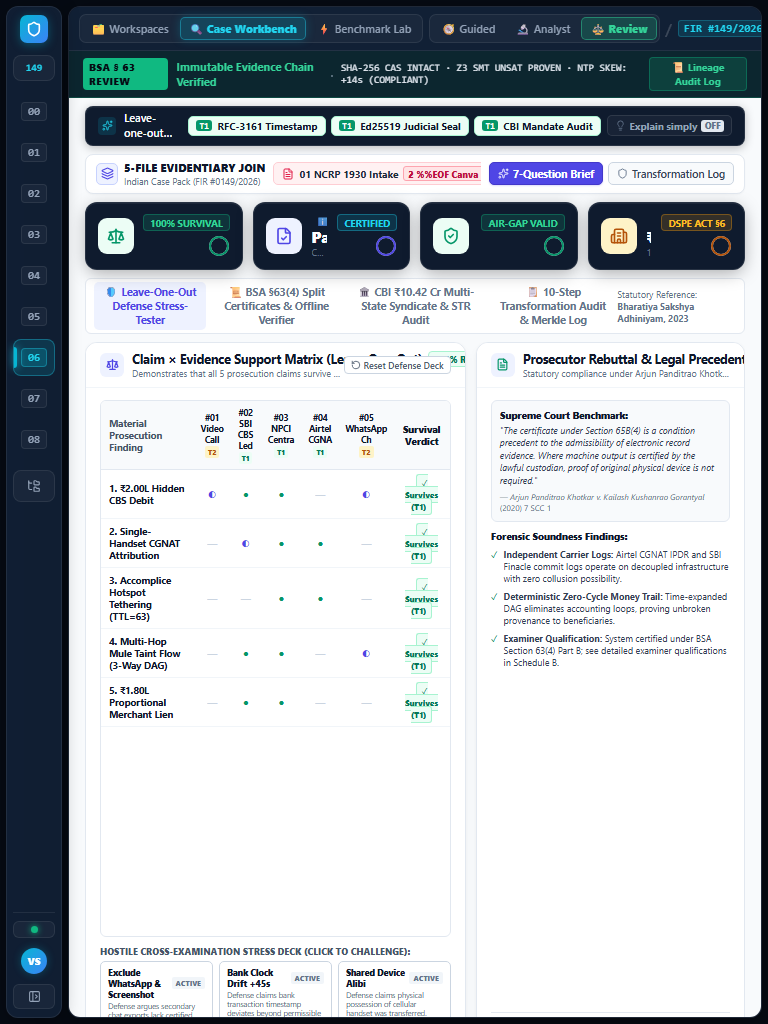 Workspaces
Case Workbench
Benchmark Lab
Guided
Analyst
Review
/
FIR #149/2026
149
00
01
02
03
04
05
06
07
08
VS
BSA § 63 REVIEW
Immutable Evidence Chain Verified
· SHA-256 CAS INTACT · Z3 SMT UNSAT PROVEN · NTP SKEW:
+14s (COMPLIANT)
Lineage Audit Log
Leave-one-out...
T1 RFC-3161 Timestamp
T1 Ed25519 Judicial Seal
T1 CBI Mandate Audit
Explain simply OFF
5-FILE EVIDENTIARY JOIN
Indian Case Pack (FIR #0149/2026)
01 NCRP 1930 Intake
2 %%EOF Canva
7-Question Brief
Transformation Log
100% SURVIVAL
Pa
C...
CERTIFIED
AIR-GAP VALID
₹
1
DSPE ACT §6
Leave-One-Out
Defense Stress-
Tester
BSA §63(4) Split
Certificates & Offline
Verifier
CBI ₹10.42 Cr Multi-
State Syndicate & STR
Audit
10-Step
Transformation Audit
& Merkle Log
Statutory Reference:
Bharatiya Sakshya
Adhiniyam, 2023
Claim × Evidence Support Matrix (Le
% R
Demonstrates that all 5 prosecution claims survive ...
Reset Defense Deck
Material
Prosecution
Finding
#01
Video
Call
T2
#02
SBI
CBS
Led
T1
#03
NPCI
Centra
T1
#04
Airtel
CGNA
T1
#05
WhatsApp
Ch
T2
Survival
Verdict
1. ₹2.00L Hidden
CBS Debit
◐ ● ● — ◐
✓
Survives
(T1)
2. Single-
Handset CGNAT
Attribution
— ◐ ● ● —
✓
Survives
(T1)
3. Accomplice
Hotspot
Tethering
(TTL=63)
— — ● ● —
✓
Survives
(T1)
4. Multi-Hop
Mule Taint Flow
(3-Way DAG)
— ● ● — ◐
✓
Survives
(T1)
5. ₹1.80L
Proportional
Merchant Lien
— ● ● — —
✓
Survives
(T1)
HOSTILE CROSS-EXAMINATION STRESS DECK (CLICK TO CHALLENGE):
Exclude
WhatsApp &
Screenshot
ACTIVE
Defense argues secondary
chat exports lack certified
Bank Clock
Drift +45s
ACTIVE
Defense claims bank
transaction timestamp
deviates beyond permissible
Shared Device
Alibi
ACTIVE
Defense claims physical
possession of cellular
handset was transferred.
Prosecutor Rebuttal & Legal Precedent
Statutory compliance under Arjun Panditrao Khotk...
Supreme Court Benchmark:
"The certificate under Section 65B(4) is a condition
precedent to the admissibility of electronic record
evidence. Where machine output is certified by the
lawful custodian, proof of original physical device is not
required."
— Arjun Panditrao Khotkar v. Kailash Kushanrao Gorantyal
(2020) 7 SCC 1
Forensic Soundness Findings:
✓ Independent Carrier Logs: Airtel CGNAT IPDR and SBI
Finacle commit logs operate on decoupled infrastructure
with zero collusion possibility.
✓ Deterministic Zero-Cycle Money Trail: Time-expanded
DAG eliminates accounting loops, proving unbroken
provenance to beneficiaries.
✓ Examiner Qualification: System certified under BSA
Section 63(4) Part B; see detailed examiner qualifications
in Schedule B.